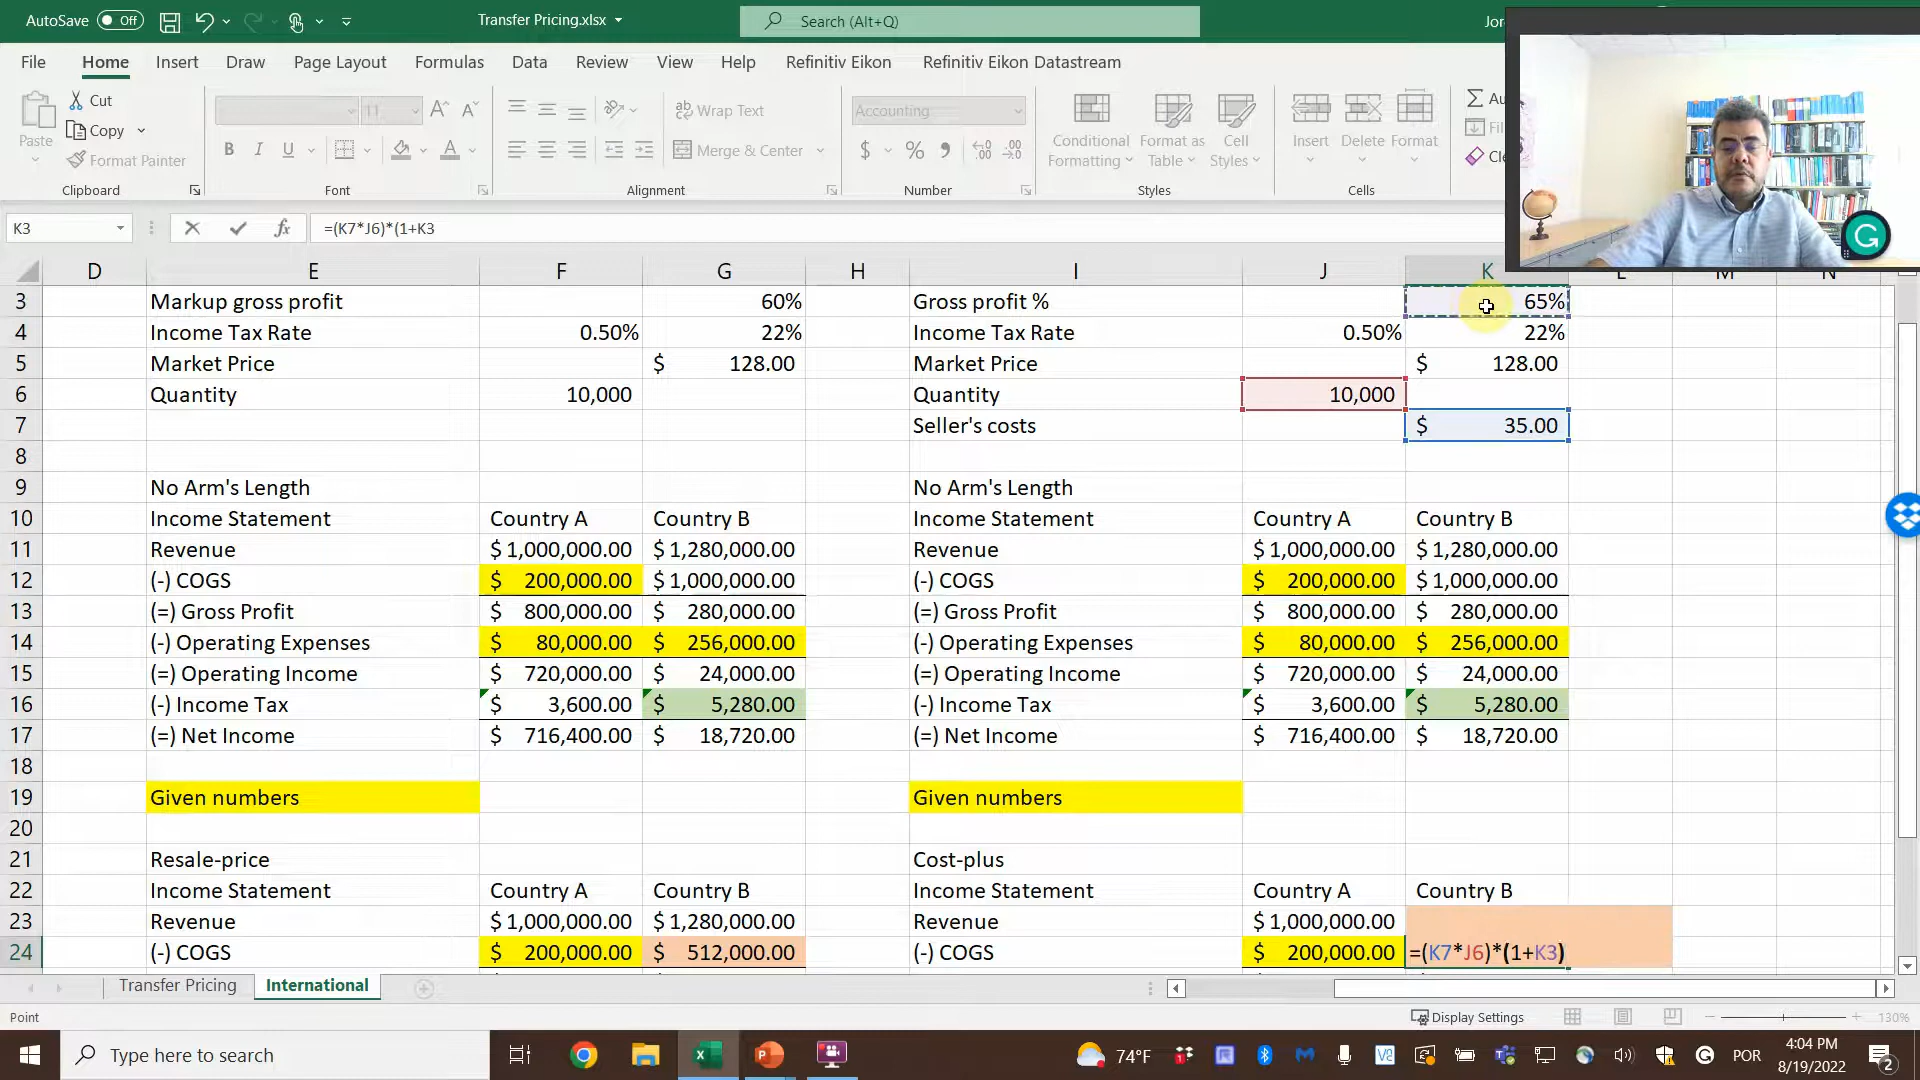 AutoSave Off Transfer Pricing.xlsx Search (Alt+Q) Jor
File Home Insert Draw Page Layout Formulas Data Review View Help Refinitiv Eikon Refinitiv Eikon Datastream
Paste Cut Copy Format Painter Clipboard
11 B I U A Font
ab Wrap Text Merge & Center Alignment
Accounting $ % Number
Conditional Formatting Format as Table Cell Styles Styles
Insert Delete Format Cells
Au
Fil
Cle
K3 fx =(K7*J6)*(1+K3
D E F G H I J K L M N
3 Markup gross profit 60% Gross profit % 65%
4 Income Tax Rate 0.50% 22% Income Tax Rate 0.50% 22%
5 Market Price $ 128.00 Market Price $ 128.00
6 Quantity 10,000 Quantity 10,000
7 Seller's costs $ 35.00
8
9 No Arm's Length No Arm's Length
10 Income Statement Country A Country B Income Statement Country A Country B
11 Revenue $ 1,000,000.00 $ 1,280,000.00 Revenue $ 1,000,000.00 $ 1,280,000.00
12 (-) COGS $ 200,000.00 $ 1,000,000.00 (-) COGS $ 200,000.00 $ 1,000,000.00
13 (=) Gross Profit $ 800,000.00 $ 280,000.00 (=) Gross Profit $ 800,000.00 $ 280,000.00
14 (-) Operating Expenses $ 80,000.00 $ 256,000.00 (-) Operating Expenses $ 80,000.00 $ 256,000.00
15 (=) Operating Income $ 720,000.00 $ 24,000.00 (=) Operating Income $ 720,000.00 $ 24,000.00
16 (-) Income Tax $ 3,600.00 $ 5,280.00 (-) Income Tax $ 3,600.00 $ 5,280.00
17 (=) Net Income $ 716,400.00 $ 18,720.00 (=) Net Income $ 716,400.00 $ 18,720.00
18
19 Given numbers Given numbers
20
21 Resale-price Cost-plus
22 Income Statement Country A Country B Income Statement Country A Country B
23 Revenue $ 1,000,000.00 $ 1,280,000.00 Revenue $ 1,000,000.00
24 (-) COGS $ 200,000.00 $ 512,000.00 (-) COGS $ 200,000.00 =(K7*J6)*(1+K3)
Transfer Pricing International
Point Display Settings 130%
Type here to search 74°F POR 4:04 PM
8/19/2022 2